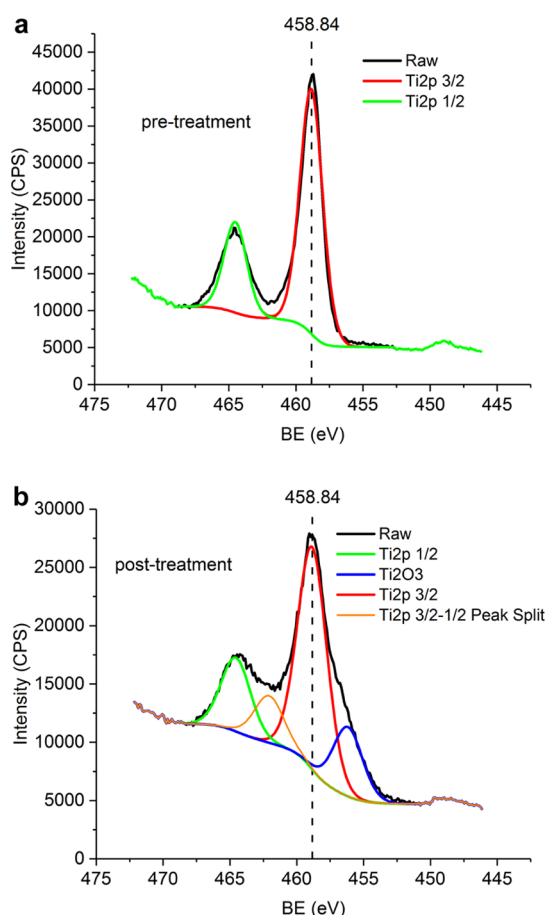 a
458.84
45000
40000
35000
30000
25000
20000
15000
10000
5000
0
Intensity (CPS)
pre-treatment
Raw
Ti2p 3/2
Ti2p 1/2
475 470 465 460 455 450 445
BE (eV)
b
458.84
30000
25000
20000
15000
10000
5000
0
Intensity (CPS)
post-treatment
Raw
Ti2p 1/2
Ti2O3
Ti2p 3/2
Ti2p 3/2-1/2 Peak Split
475 470 465 460 455 450 445
BE (eV)